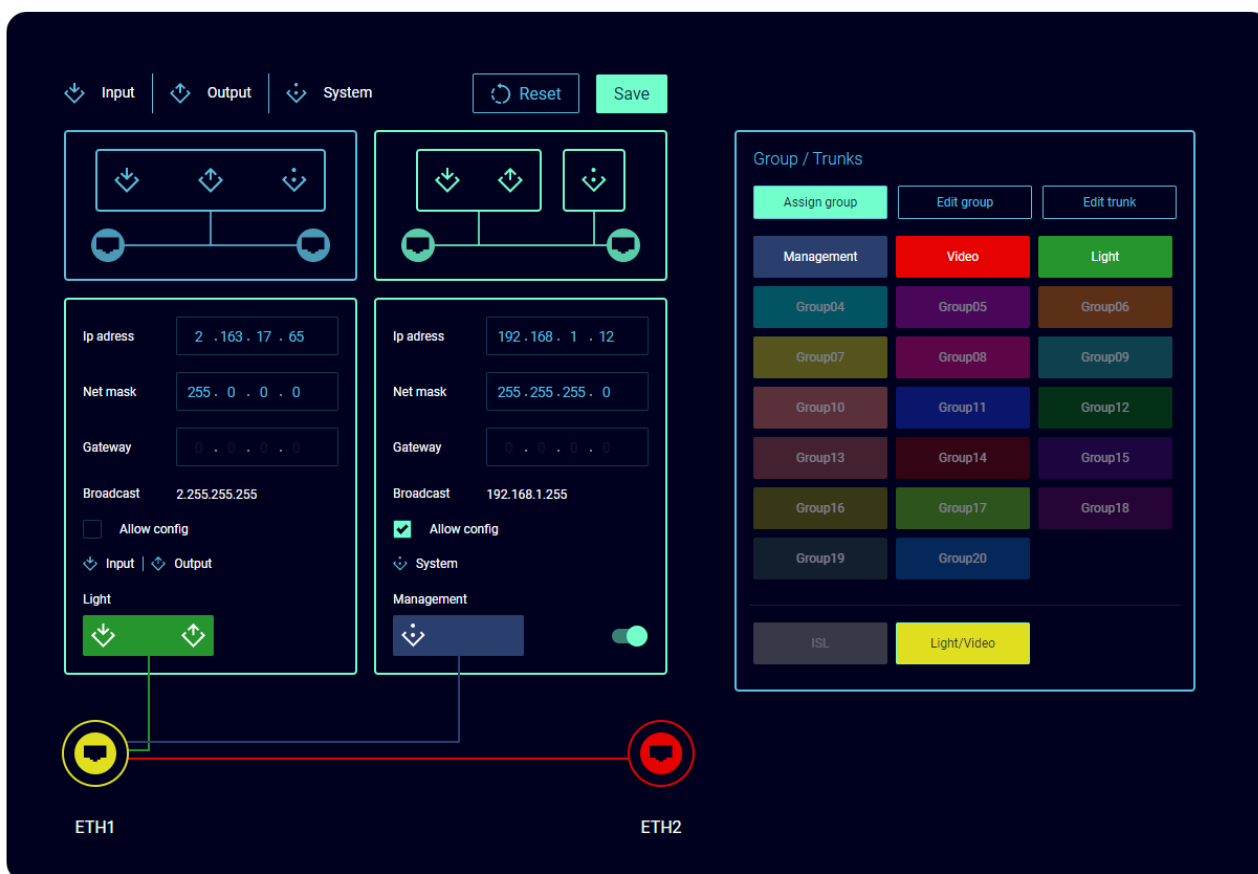 Input Output System Reset Save
Group / Trunks
Assign group Edit group Edit trunk
Management Video Light
Group04 Group05 Group06
Group07 Group08 Group09
Group10 Group11 Group12
Group13 Group14 Group15
Group16 Group17 Group18
Group19 Group20
ISL Light/Video
Ip adress 2 .163. 17 . 65
Net mask 255. 0 . 0 . 0
Gateway 0 . 0 . 0 . 0
Broadcast 2.255.255.255
Allow config
Input | Output
Light
Ip adress 192.168. 1 . 12
Net mask 255.255.255. 0
Gateway 0 . 0 . 0 . 0
Broadcast 192.168.1.255
Allow config
System
Management
ETH1 ETH2